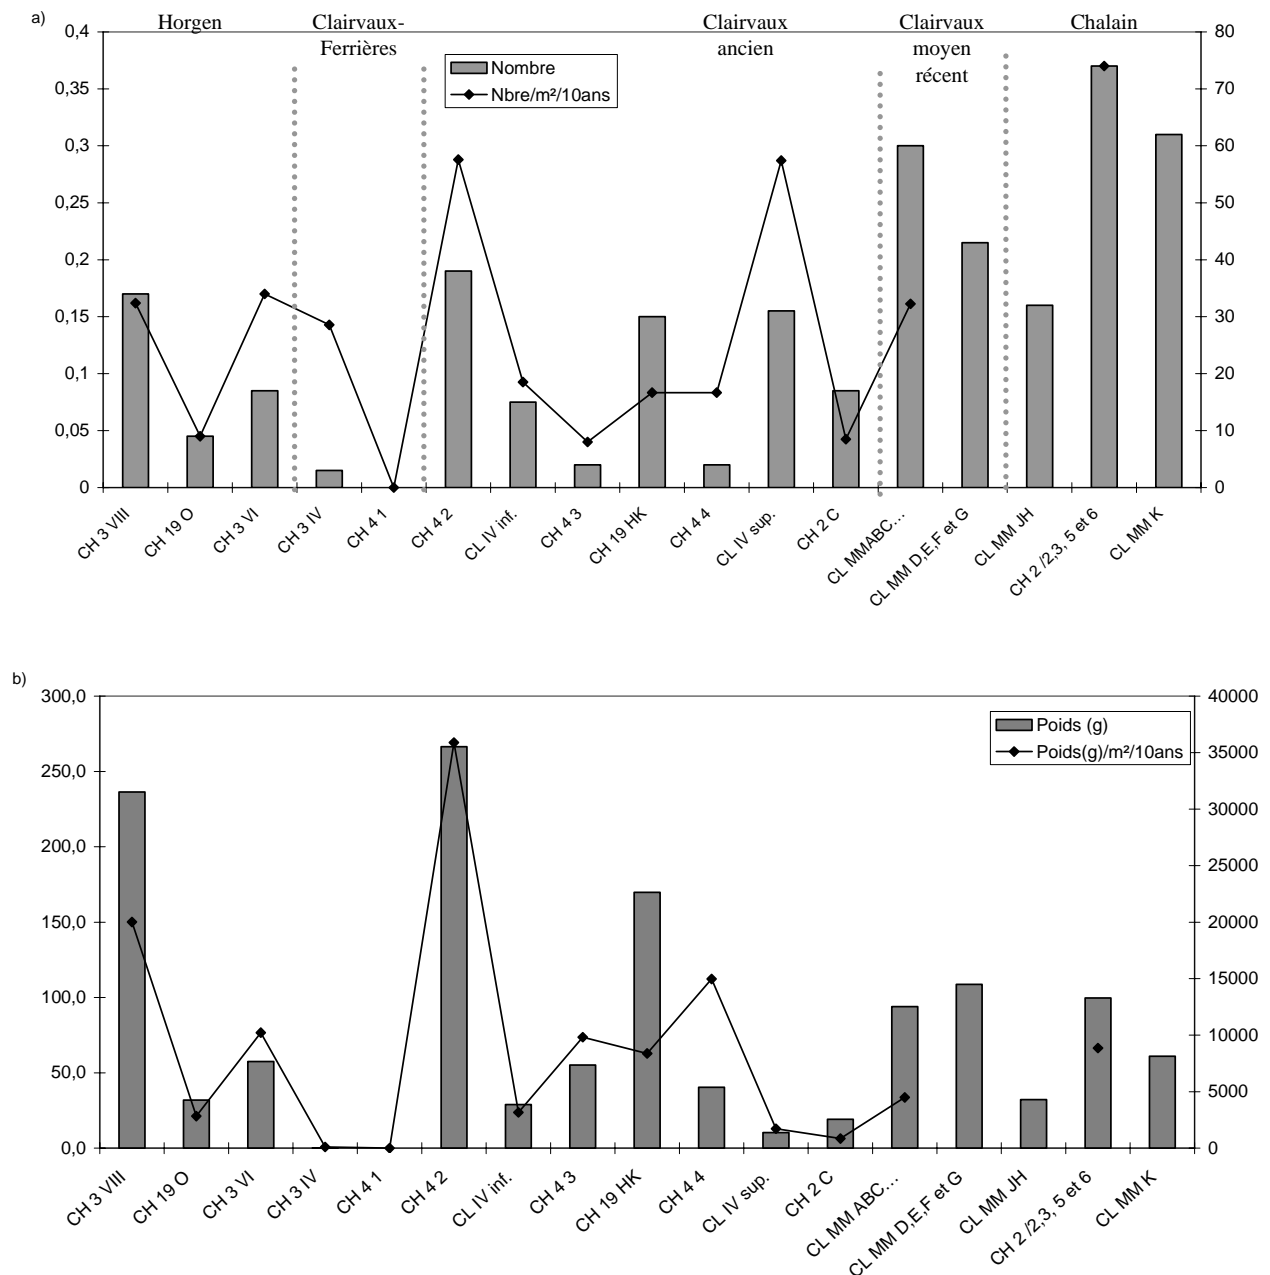 a)
Horgen
Clairvaux-
Ferrières
Clairvaux
ancien
Clairvaux
moyen
récent
Chalain
Nombre
Nbre/m²/10ans
0,4
0,35
0,3
0,25
0,2
0,15
0,1
0,05
0
80
70
60
50
40
30
20
10
0
CH 3 VIII
CH 19 O
CH 3 VI
CH 3 IV
CH 4 1
CH 4 2
CL IV inf.
CH 4 3
CH 19 HK
CH 4 4
CL IV sup.
CH 2 C
CL MMABC...
CL MM D,E,F et G
CL MM JH
CH 2 /2,3, 5 et 6
CL MM K
b)
Poids (g)
Poids(g)/m²/10ans
300,0
250,0
200,0
150,0
100,0
50,0
0,0
40000
35000
30000
25000
20000
15000
10000
5000
0
CH 3 VIII
CH 19 O
CH 3 VI
CH 3 IV
CH 4 1
CH 4 2
CL IV inf.
CH 4 3
CH 19 HK
CH 4 4
CL IV sup.
CH 2 C
CL MM ABC...
CL MM D,E,F et G
CL MM JH
CH 2 /2,3, 5 et 6
CL MM K